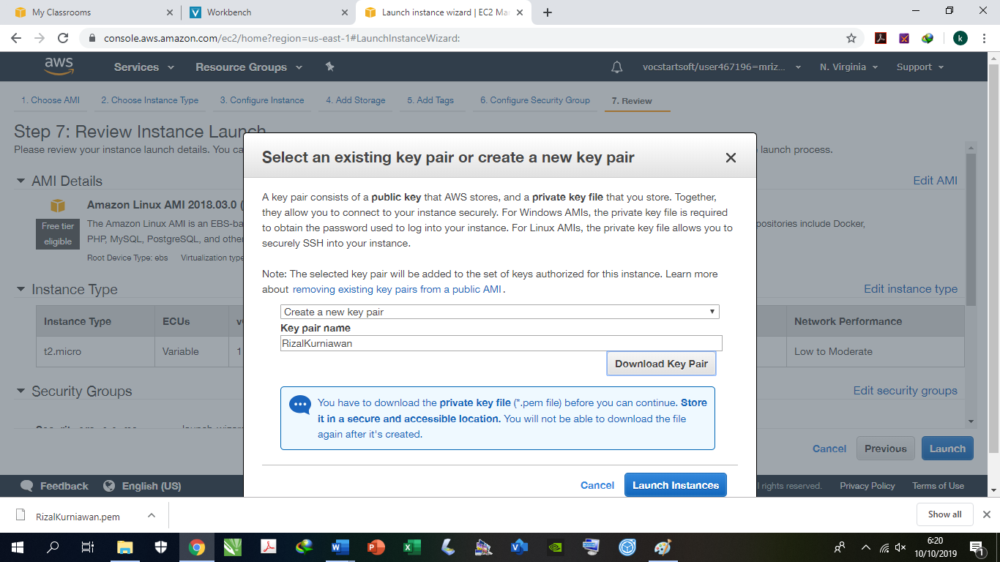 My Classrooms
Workbench
Launch instance wizard | EC2 Ma
console.aws.amazon.com/ec2/home?region=us-east-1#LaunchInstanceWizard:
k
aws
Services
Resource Groups
vocstartsoft/user467196=mriz...
N. Virginia
Support
1. Choose AMI
2. Choose Instance Type
3. Configure Instance
4. Add Storage
5. Add Tags
6. Configure Security Group
7. Review
Step 7: Review Instance Launch
Please review your instance launch details. You ca
launch process.
AMI Details
Edit AMI
Amazon Linux AMI 2018.03.0 (
Free tier
eligible
The Amazon Linux AMI is an EBS-ba
positories include Docker,
PHP, MySQL, PostgreSQL, and othe
Root Device Type: ebs
Virtualization type
Instance Type
Edit instance type
Instance Type
ECUs
Network Performance
t2.micro
Variable
1
Low to Moderate
Security Groups
Edit security groups
Cancel
Previous
Launch
Select an existing key pair or create a new key pair
A key pair consists of a public key that AWS stores, and a private key file that you store. Together,
they allow you to connect to your instance securely. For Windows AMIs, the private key file is required
to obtain the password used to log into your instance. For Linux AMIs, the private key file allows you to
securely SSH into your instance.
Note: The selected key pair will be added to the set of keys authorized for this instance. Learn more
about removing existing key pairs from a public AMI .
Create a new key pair
Key pair name
RizalKurniawan
Download Key Pair
You have to download the private key file (*.pem file) before you can continue. Store
it in a secure and accessible location. You will not be able to download the file
again after it's created.
Cancel
Launch Instances
Feedback
English (US)
l rights reserved.
Privacy Policy
Terms of Use
RizalKurniawan.pem
Show all
6:20
10/10/2019
1